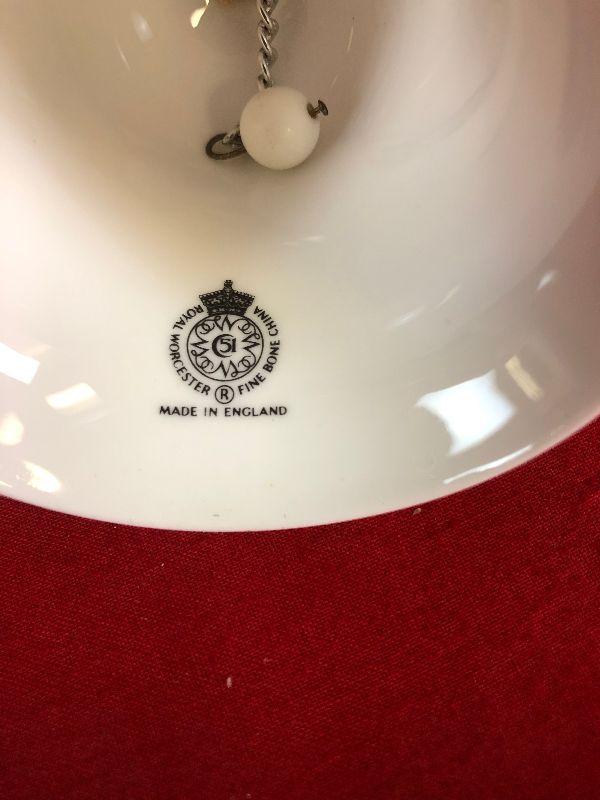 ROYAL WORCESTER FINE BONE CHINA
51
R
MADE IN ENGLAND